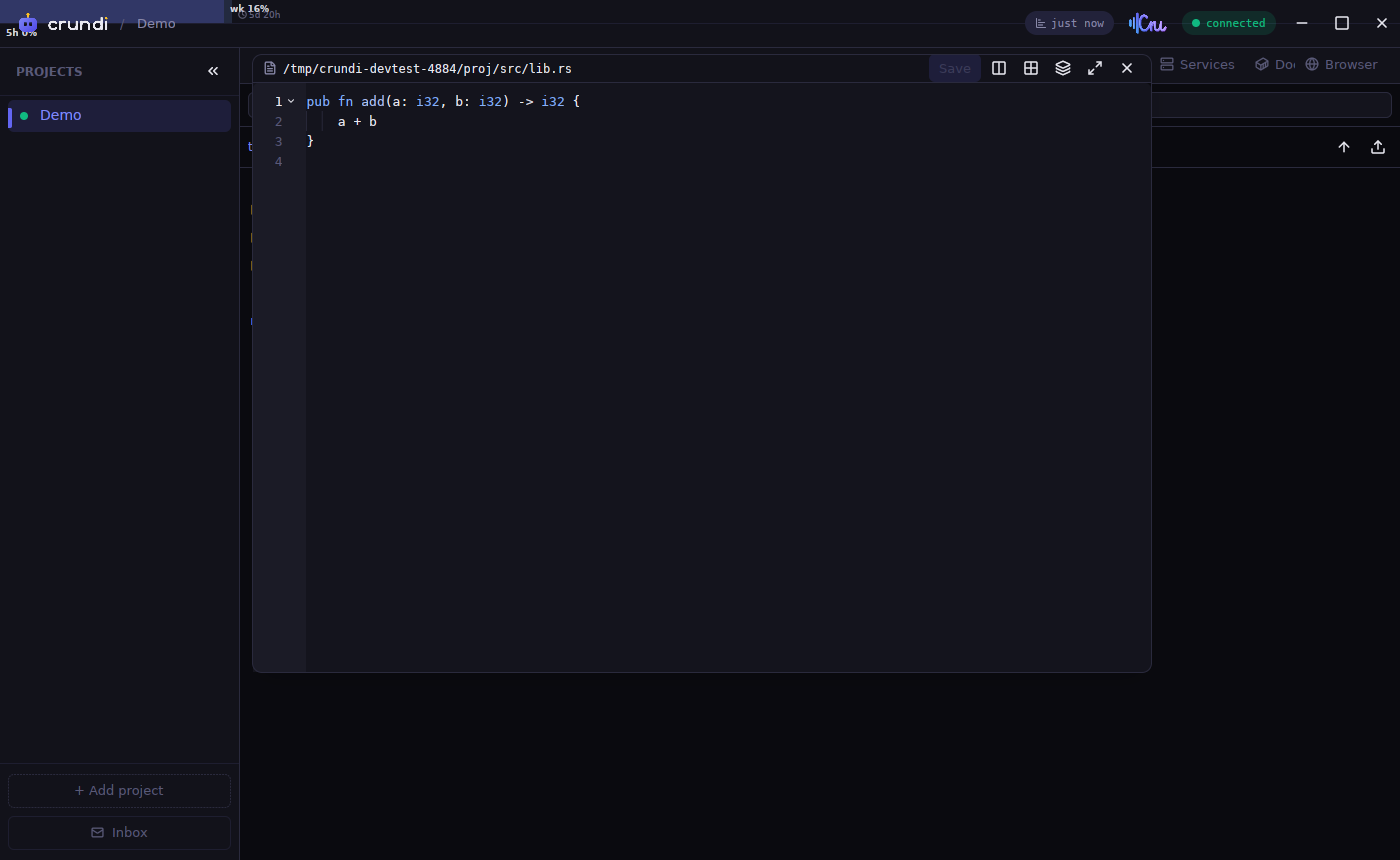 wk 16%
5d 20h
5h 0%
crundi / Demo
just now
Cru
connected
PROJECTS
Demo
/tmp/crundi-devtest-4884/proj/src/lib.rs
Save
Services
Browser
1 pub fn add(a: i32, b: i32) -> i32 {
2 a + b
3 }
4
+ Add project
Inbox